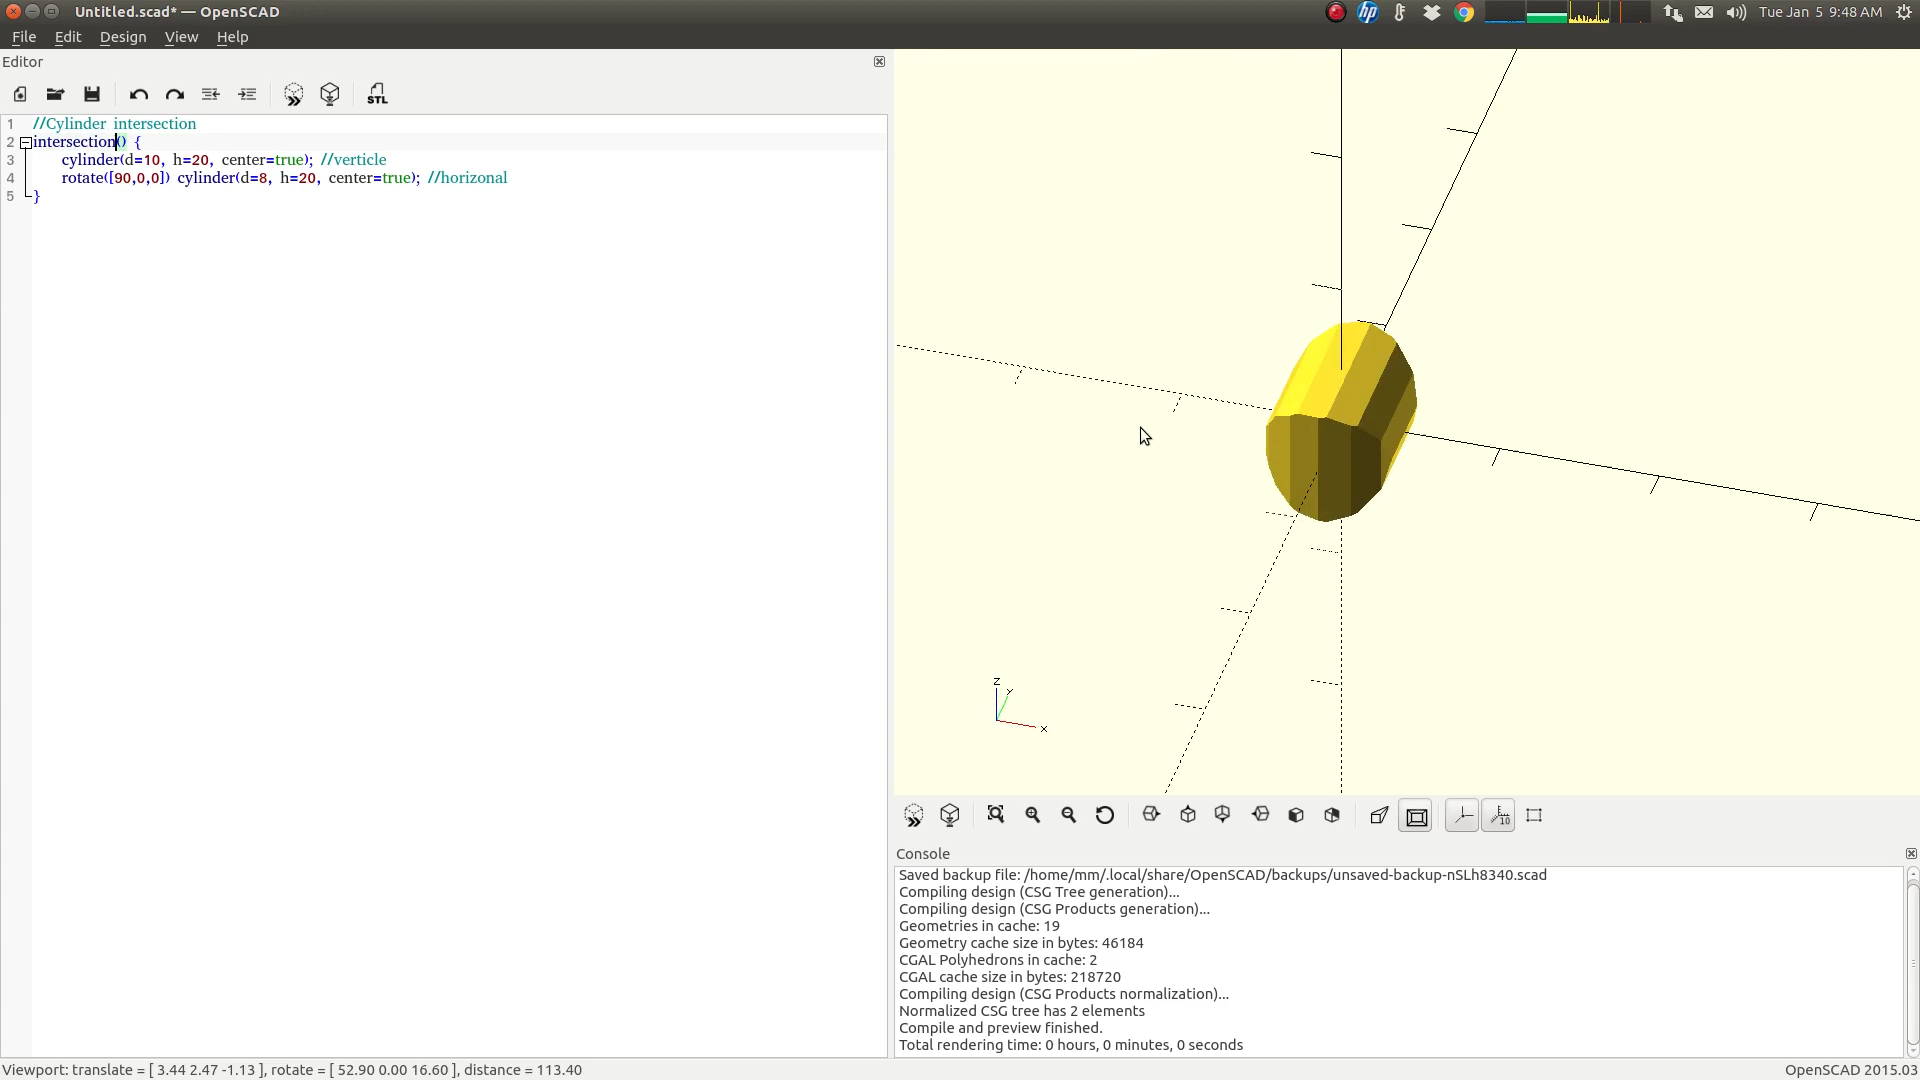 Untitled.scad* — OpenSCAD
hp
Tue Jan 5 9:48 AM
File Edit Design View Help
Editor
STL
1 //Cylinder intersection
2 intersection() {
3 cylinder(d=10, h=20, center=true); //verticle
4 rotate([90,0,0]) cylinder(d=8, h=20, center=true); //horizonal
5 }
z
y
x
10
Console
Saved backup file: /home/mm/.local/share/OpenSCAD/backups/unsaved-backup-nSLh8340.scad
Compiling design (CSG Tree generation)...
Compiling design (CSG Products generation)...
Geometries in cache: 19
Geometry cache size in bytes: 46184
CGAL Polyhedrons in cache: 2
CGAL cache size in bytes: 218720
Compiling design (CSG Products normalization)...
Normalized CSG tree has 2 elements
Compile and preview finished.
Total rendering time: 0 hours, 0 minutes, 0 seconds
Viewport: translate = [ 3.44 2.47 -1.13 ], rotate = [ 52.90 0.00 16.60 ], distance = 113.40
OpenSCAD 2015.03